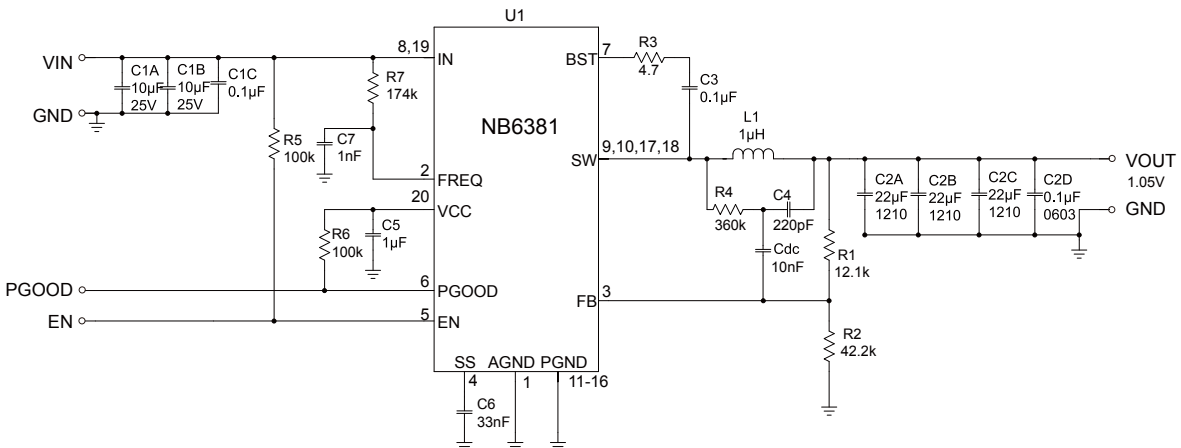 U1
VIN
C1A
10µF
25V
C1B
10µF
25V
C1C
0.1µF
GND
8,19
IN
R7
174k
C7
1nF
R5
100k
2
FREQ
20
VCC
C5
1µF
R6
100k
PGOOD
6
PGOOD
EN
5
EN
NB6381
BST
7
R3
4.7
C3
0.1µF
SW
9,10,17,18
L1
1µH
R4
360k
C4
220pF
Cdc
10nF
R1
12.1k
FB
3
R2
42.2k
C2A
22µF
1210
C2B
22µF
1210
C2C
22µF
1210
C2D
0.1µF
0603
VOUT
1.05V
GND
SS
AGND
PGND
4
1
11-16
C6
33nF